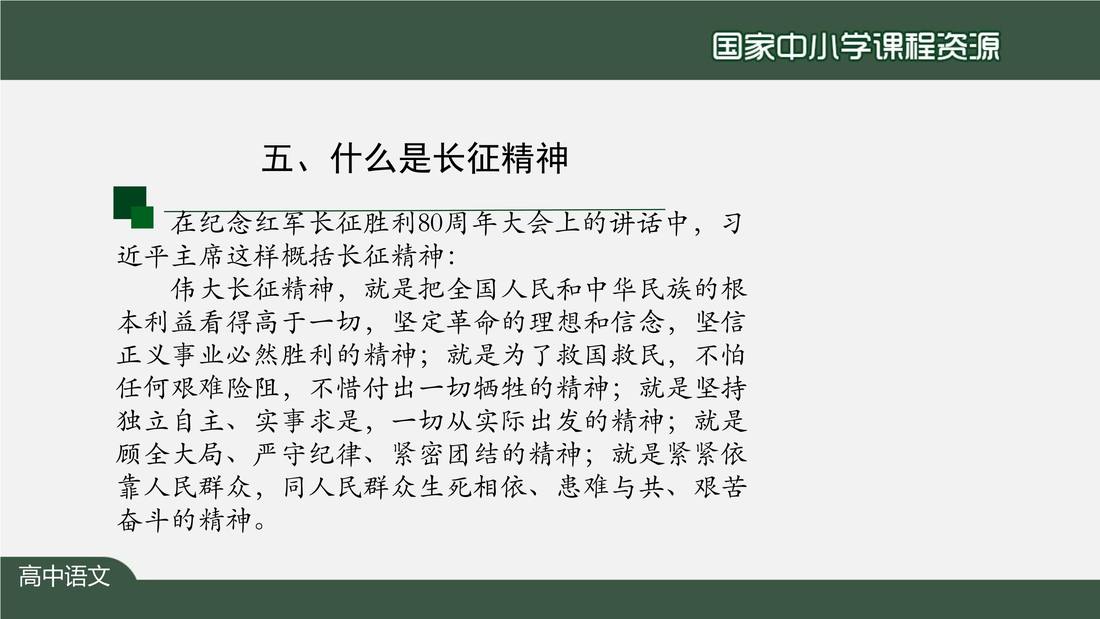 国家中小学课程资源
五、什么是长征精神
在纪念红军长征胜利80周年大会上的讲话中，习
近平主席这样概括长征精神：
伟大长征精神，就是把全国人民和中华民族的根
本利益看得高于一切，坚定革命的理想和信念，坚信
正义事业必然胜利的精神；就是为了救国救民，不怕
任何艰难险阻，不惜付出一切牺牲的精神；就是坚持
独立自主、实事求是，一切从实际出发的精神；就是
顾全大局、严守纪律、紧密团结的精神；就是紧紧依
靠人民群众，同人民群众生死相依、患难与共、艰苦
奋斗的精神。
高中语文